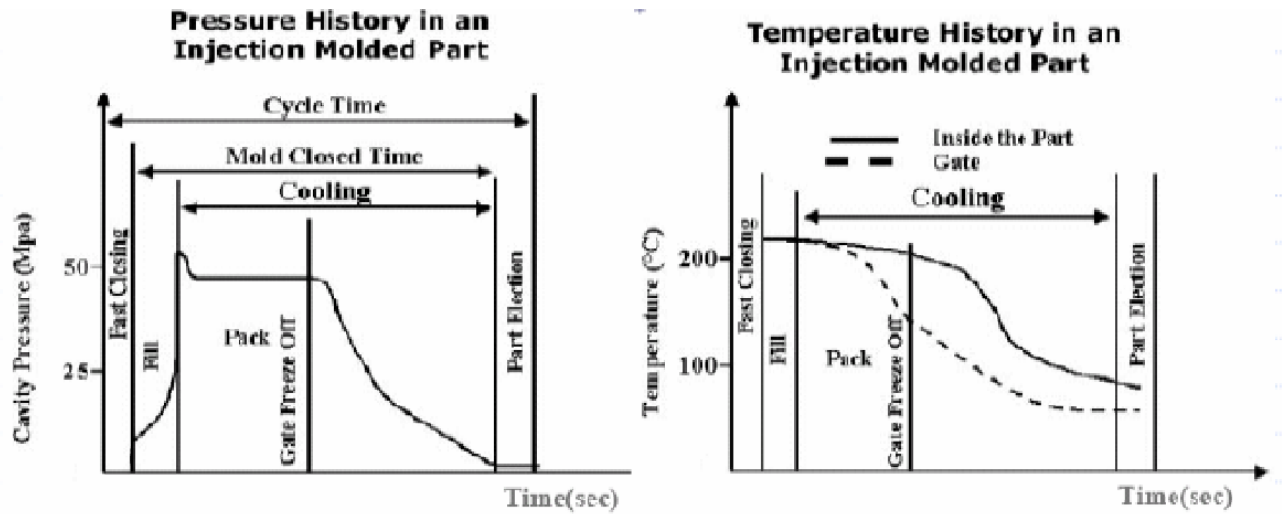 Pressure History in an
Injection Molded Part
Cycle Time
Mold Closed Time
Cooling
Cavity Pressure (Mpa)
50
25
Fast Closing
Fill
Pack
Gate Freeze Off
Part Election
Time(sec)
Temperature History in an
Injection Molded Part
Inside the Part
Gate
Cooling
Temperature (°C)
200
100
Fast Closing
Fill
Pack
Gate Freeze Off
Part Election
Time(sec)